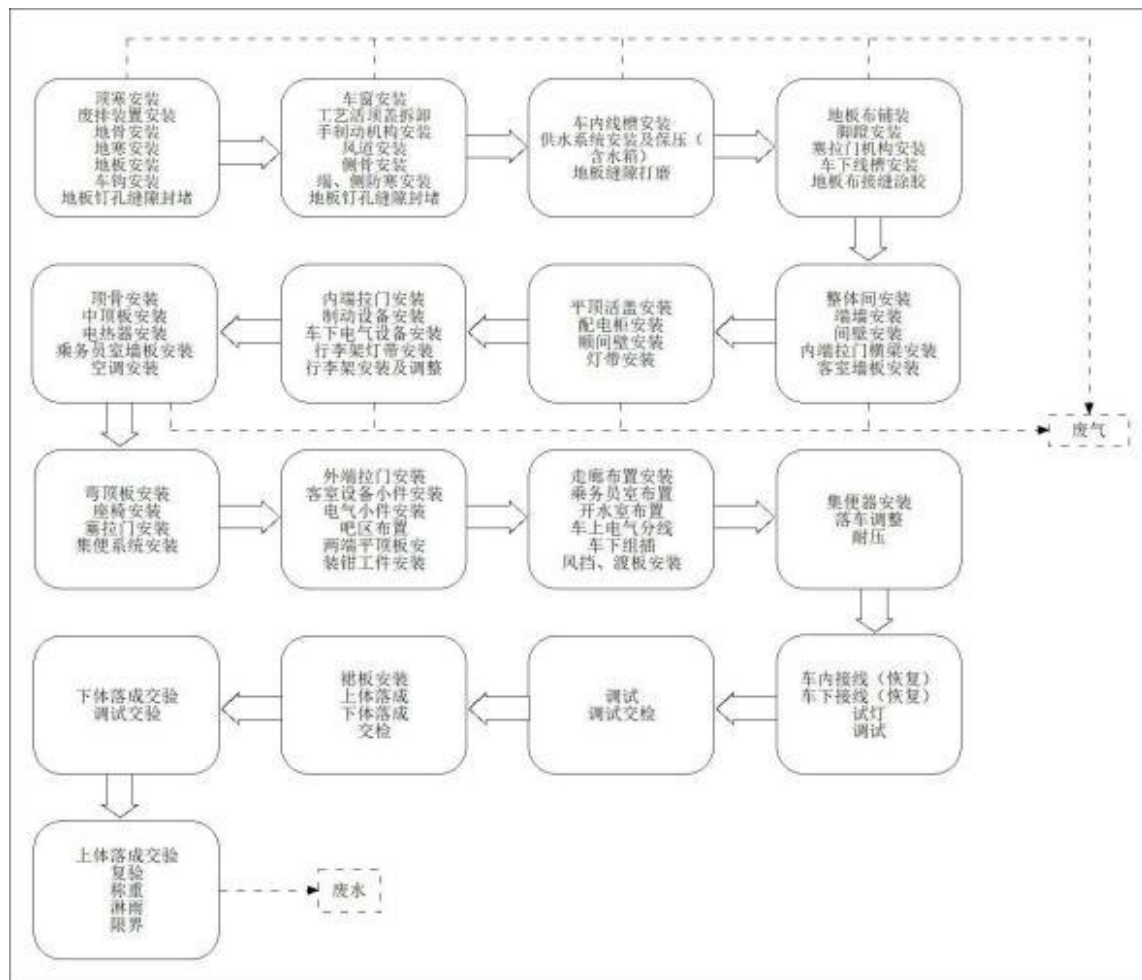 顶寒安装
废排装置安装
地骨安装
地寒安装
地板安装
车钩安装
地板钉孔缝隙封堵
车窗安装
工艺活顶盖拆卸
手制动机构安装
风道安装
侧骨安装
端、侧防寒安装
地板钉孔缝隙封堵
车内线槽安装
供水系统安装及保压（
含水箱）
地板缝隙打磨
地板布铺装
脚蹬安装
塞拉门机构安装
车下线槽安装
地板布接缝涂胶
顶骨安装
中顶板安装
电热器安装
乘务员室墙板安装
空调安装
内端拉门安装
制动设备安装
车下电气设备安装
行李架灯带安装
行李架安装及调整
平顶活盖安装
配电柜安装
顺间壁安装
灯带安装
整体间安装
端墙安装
间壁安装
内端拉门横梁安装
客室墙板安装
废气
弯顶板安装
座椅安装
塞拉门安装
集便系统安装
外端拉门安装
客室设备小件安装
电气小件安装
吧区布置
两端平顶板安
装钳工件安装
走廊布置安装
乘务员室布置
开水室布置
车上电气分线
车下组插
风挡、渡板安装
集便器安装
落车调整
耐压
下体落成交验
调试交验
裙板安装
上体落成
下体落成
交检
调试
调试交检
车内接线（恢复）
车下接线（恢复）
试灯
调试
上体落成交验
复验
称重
淋雨
限界
废水